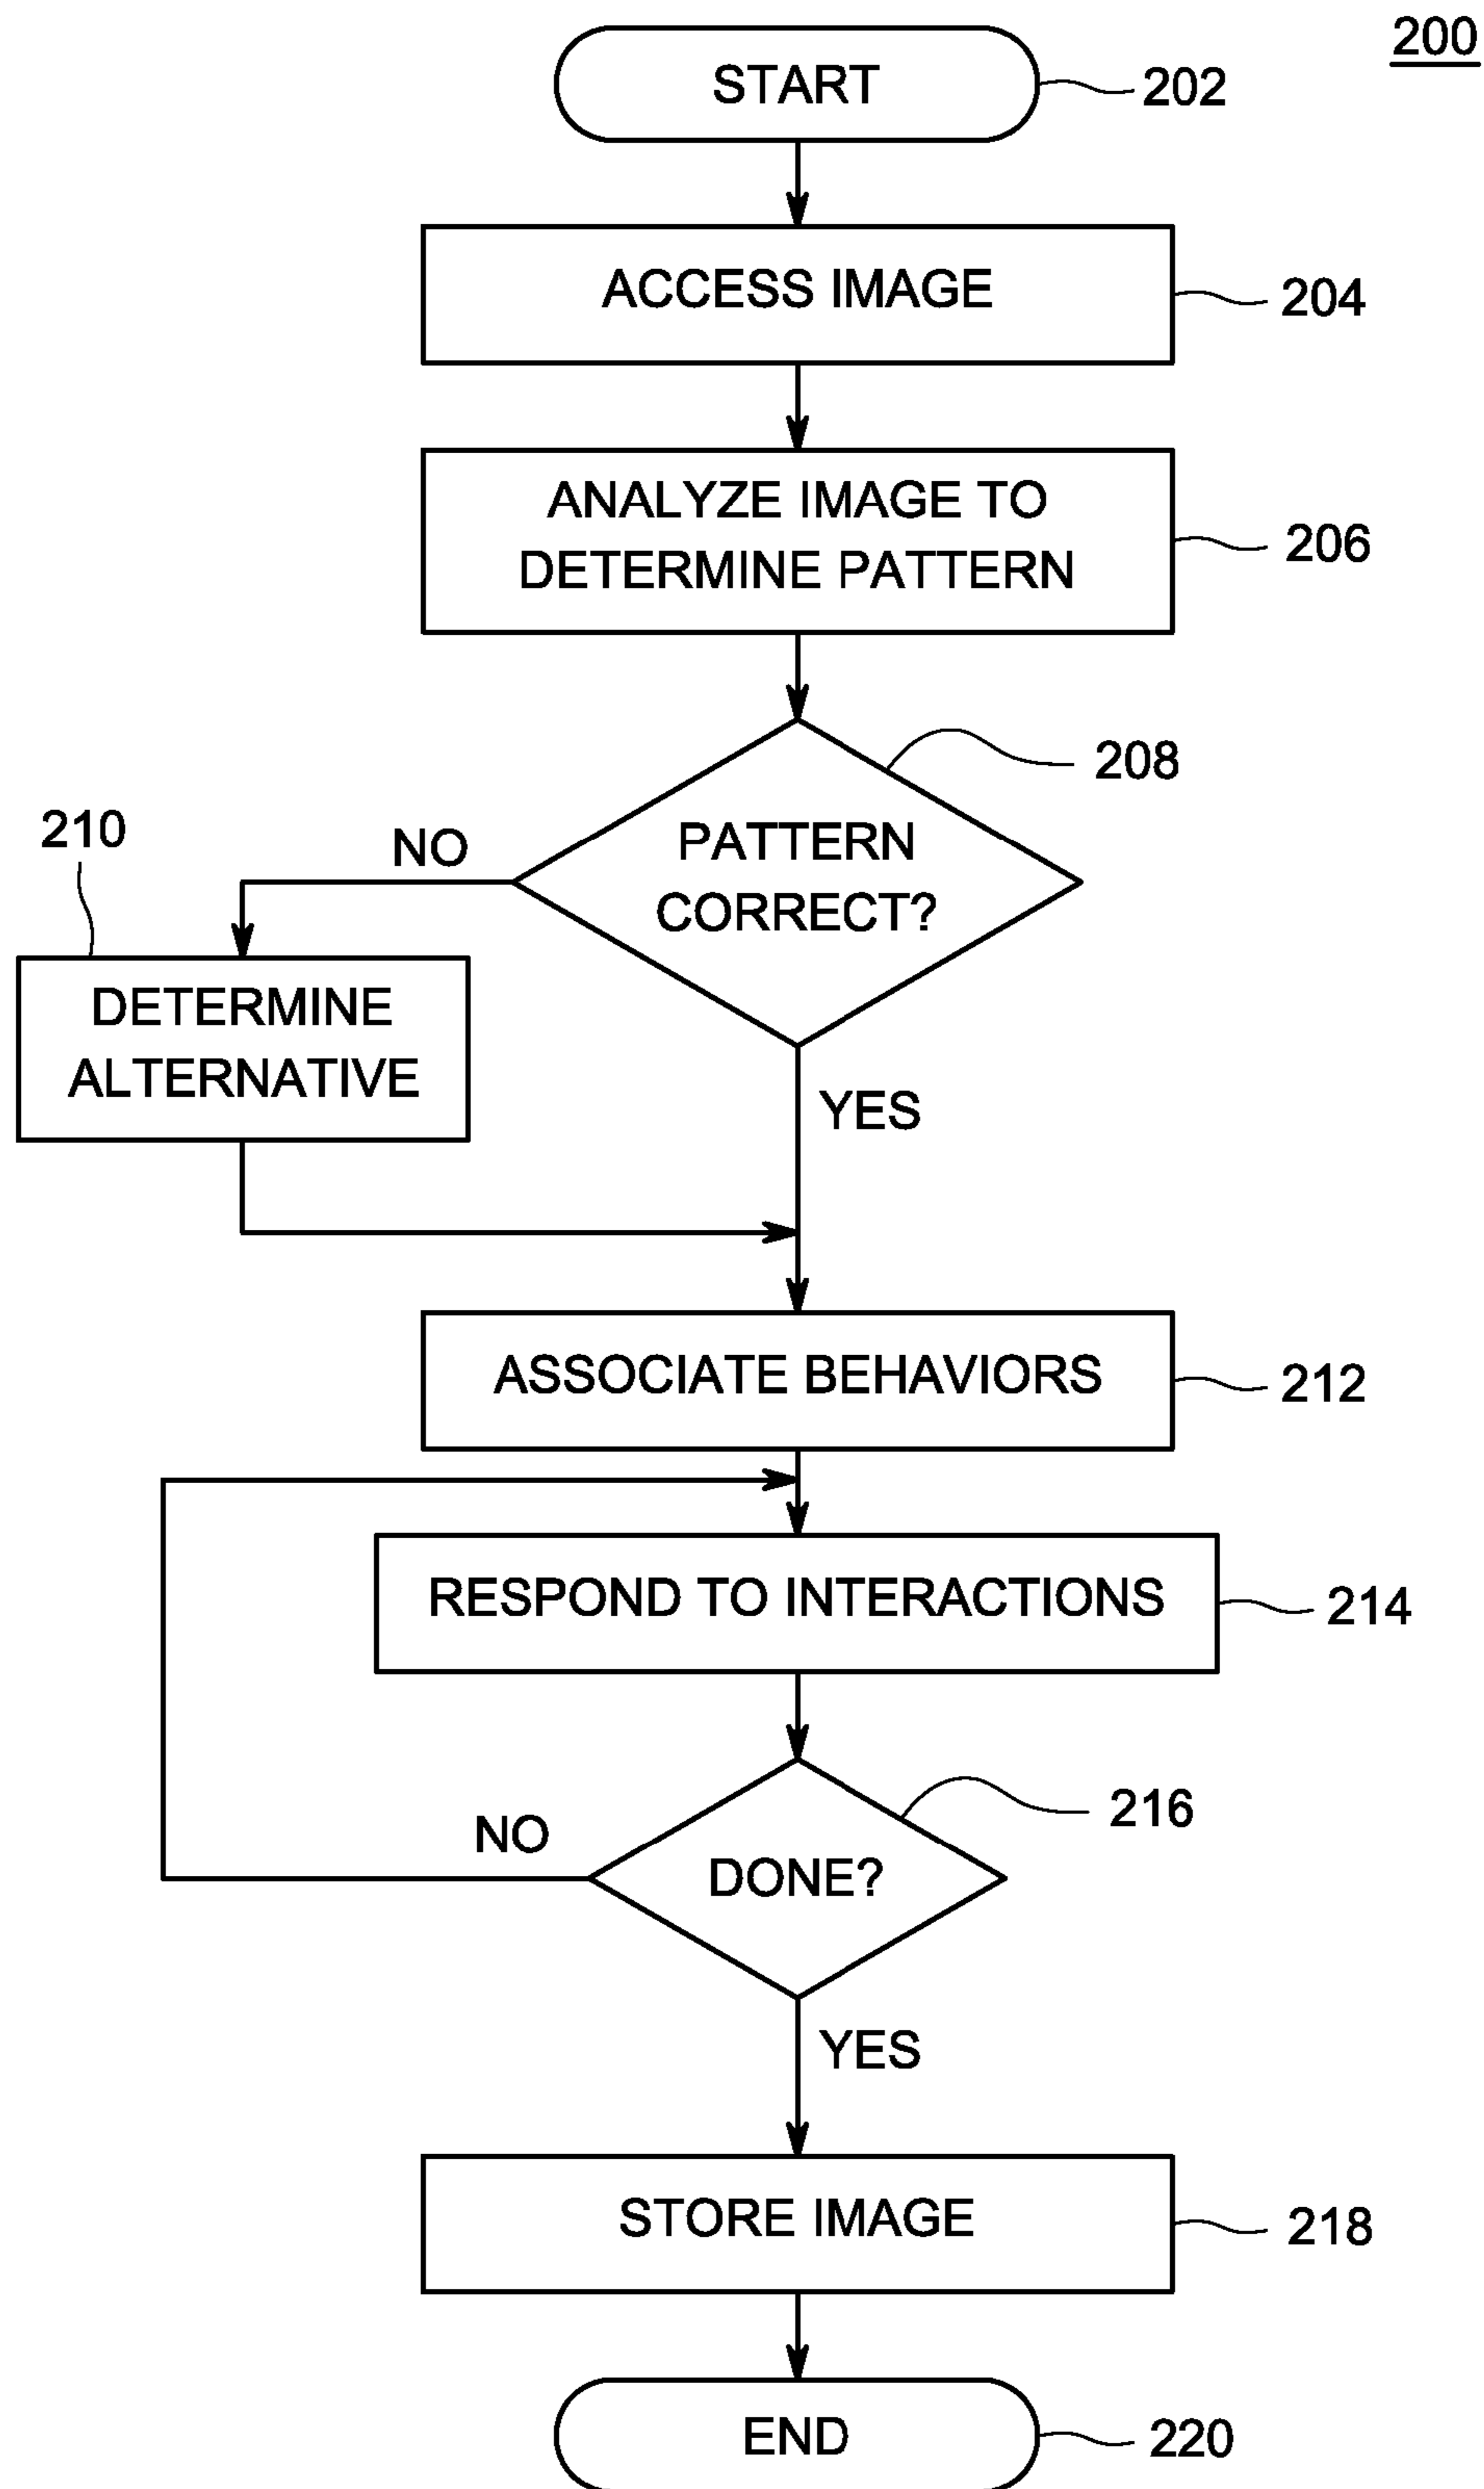 200
START
202
ACCESS IMAGE
204
ANALYZE IMAGE TO
DETERMINE PATTERN
206
208
PATTERN
CORRECT?
NO
210
DETERMINE
ALTERNATIVE
YES
ASSOCIATE BEHAVIORS
212
RESPOND TO INTERACTIONS
214
216
NO
DONE?
YES
STORE IMAGE
218
END
220